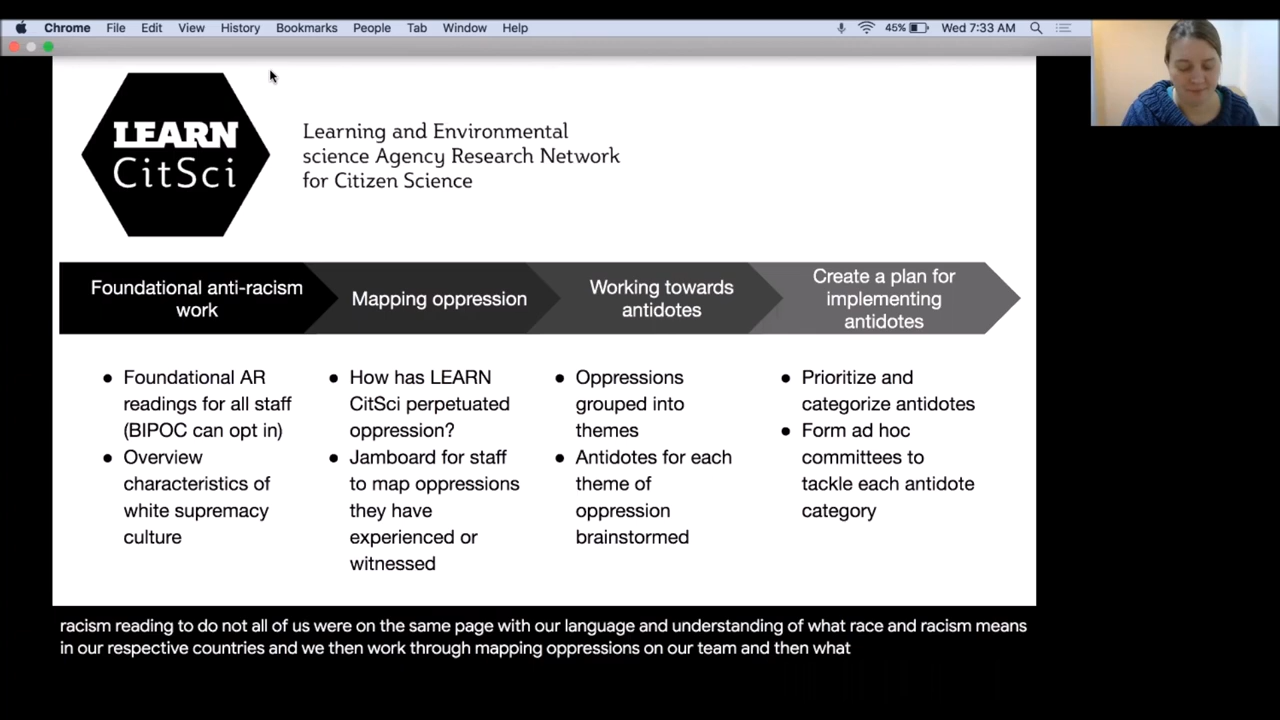 Chrome File Edit View History Bookmarks People Tab Window Help 45% Wed 7:33 AM
LEARN
CitSci
Learning and Environmental
science Agency Research Network
for Citizen Science
Foundational anti-racism
work
Mapping oppression
Working towards
antidotes
Create a plan for
implementing
antidotes
● Foundational AR
readings for all staff
(BIPOC can opt in)
● Overview
characteristics of
white supremacy
culture
● How has LEARN
CitSci perpetuated
oppression?
● Jamboard for staff
to map oppressions
they have
experienced or
witnessed
● Oppressions
grouped into
themes
● Antidotes for each
theme of
oppression
brainstormed
● Prioritize and
categorize antidotes
● Form ad hoc
committees to
tackle each antidote
category
racism reading to do not all of us were on the same page with our language and understanding of what race and racism means
in our respective countries and we then work through mapping oppressions on our team and then what